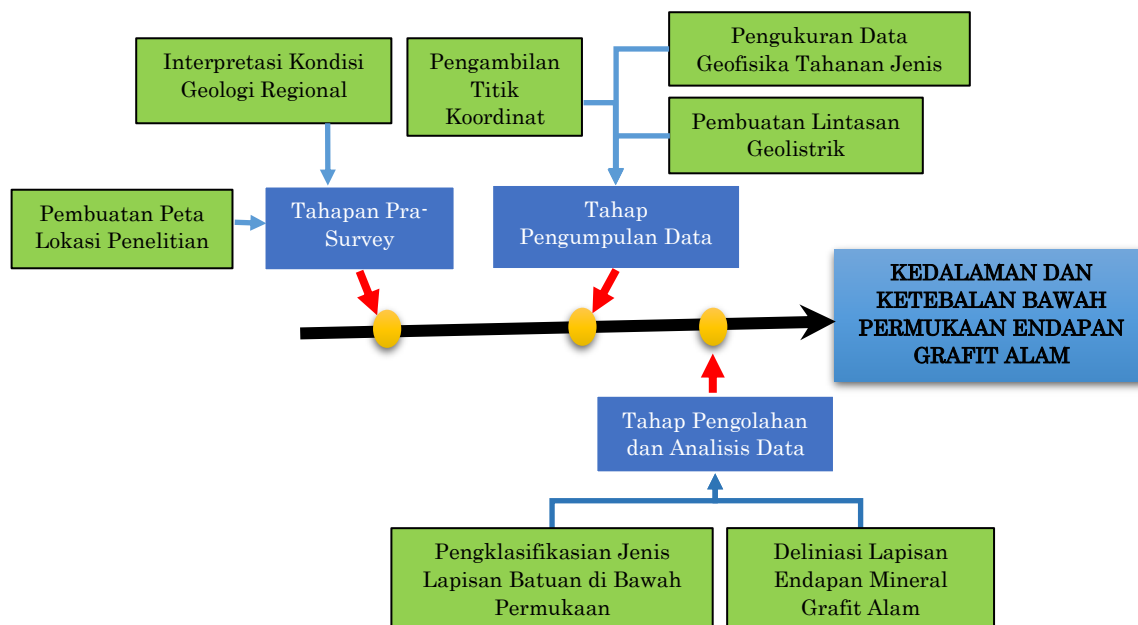 Interpretasi Kondisi
Geologi Regional
Pengambilan
Titik
Koordinat
Pengukuran Data
Geofisika Tahanan Jenis
Pembuatan Lintasan
Geolistrik
Pembuatan Peta
Lokasi Penelitian
Tahapan Pra-
Survey
Tahap
Pengumpulan Data
KEDALAMAN DAN
KETEBALAN BAWAH
PERMUKAAN ENDAPAN
GRAFIT ALAM
Tahap Pengolahan
dan Analisis Data
Pengklasifikasian Jenis
Lapisan Batuan di Bawah
Permukaan
Deliniasi Lapisan
Endapan Mineral
Grafit Alam